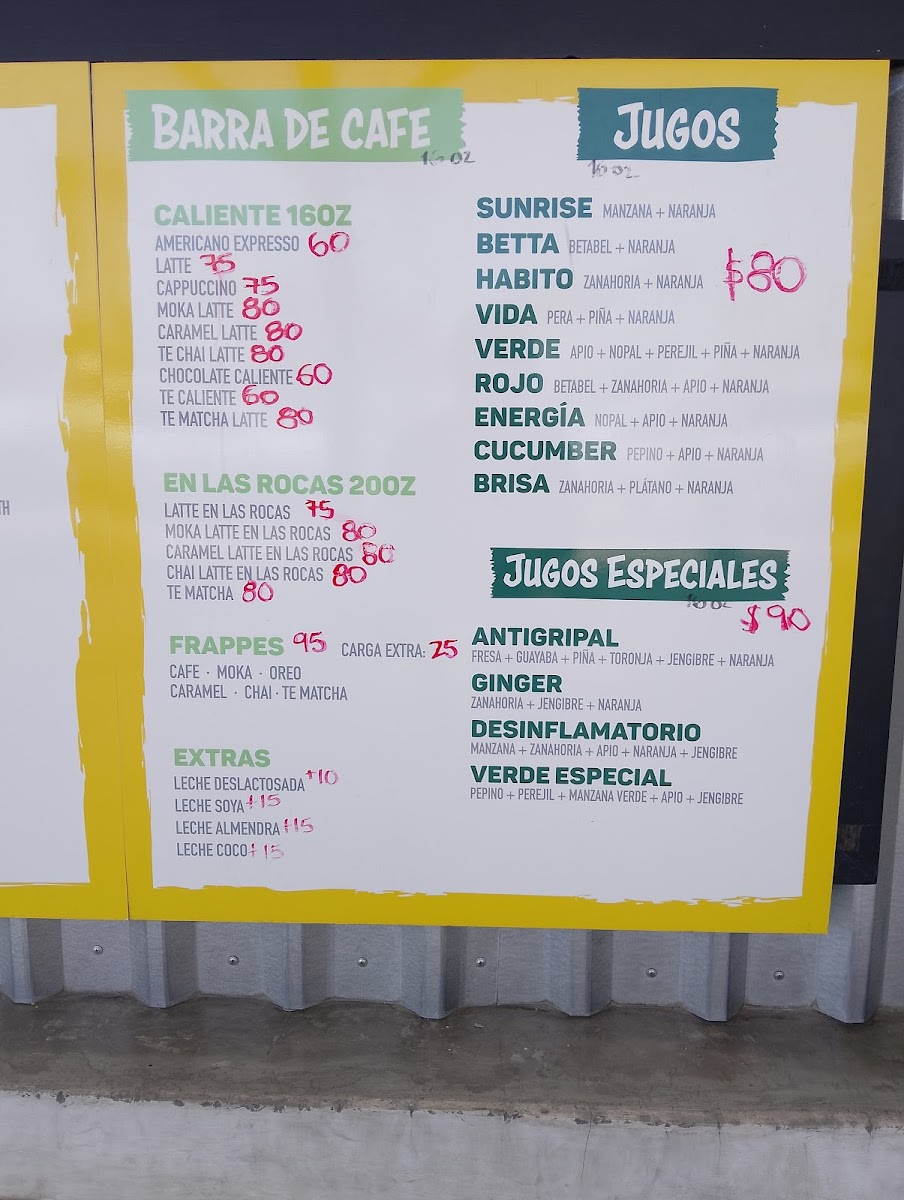 TH
BARRA DE CAFE
16 oz
CALIENTE 16OZ
AMERICANO EXPRESSO 60
LATTE 75
CAPPUCCINO 75
MOKA LATTE 80
CARAMEL LATTE 80
TE CHAI LATTE 80
CHOCOLATE CALIENTE 60
TE CALIENTE 60
TE MATCHA LATTE 80
EN LAS ROCAS 20OZ
LATTE EN LAS ROCAS 75
MOKA LATTE EN LAS ROCAS 80
CARAMEL LATTE EN LAS ROCAS 80
CHAI LATTE EN LAS ROCAS 80
TE MATCHA 80
FRAPPES 95 CARGA EXTRA: 25
CAFE · MOKA · OREO
CARAMEL · CHAI · TE MATCHA
EXTRAS
LECHE DESLACTOSADA +10
LECHE SOYA +15
LECHE ALMENDRA +15
LECHE COCO +15
JUGOS
16 oz
SUNRISE MANZANA + NARANJA
BETTA BETABEL + NARANJA
HABITO ZANAHORIA + NARANJA $80
VIDA PERA + PIÑA + NARANJA
VERDE APIO + NOPAL + PEREJIL + PIÑA + NARANJA
ROJO BETABEL + ZANAHORIA + APIO + NARANJA
ENERGÍA NOPAL + APIO + NARANJA
CUCUMBER PEPINO + APIO + NARANJA
BRISA ZANAHORIA + PLÁTANO + NARANJA
JUGOS ESPECIALES
16 oz $90
ANTIGRIPAL
FRESA + GUAYABA + PIÑA + TORONJA + JENGIBRE + NARANJA
GINGER
ZANAHORIA + JENGIBRE + NARANJA
DESINFLAMATORIO
MANZANA + ZANAHORIA + APIO + NARANJA + JENGIBRE
VERDE ESPECIAL
PEPINO + PEREJIL + MANZANA VERDE + APIO + JENGIBRE